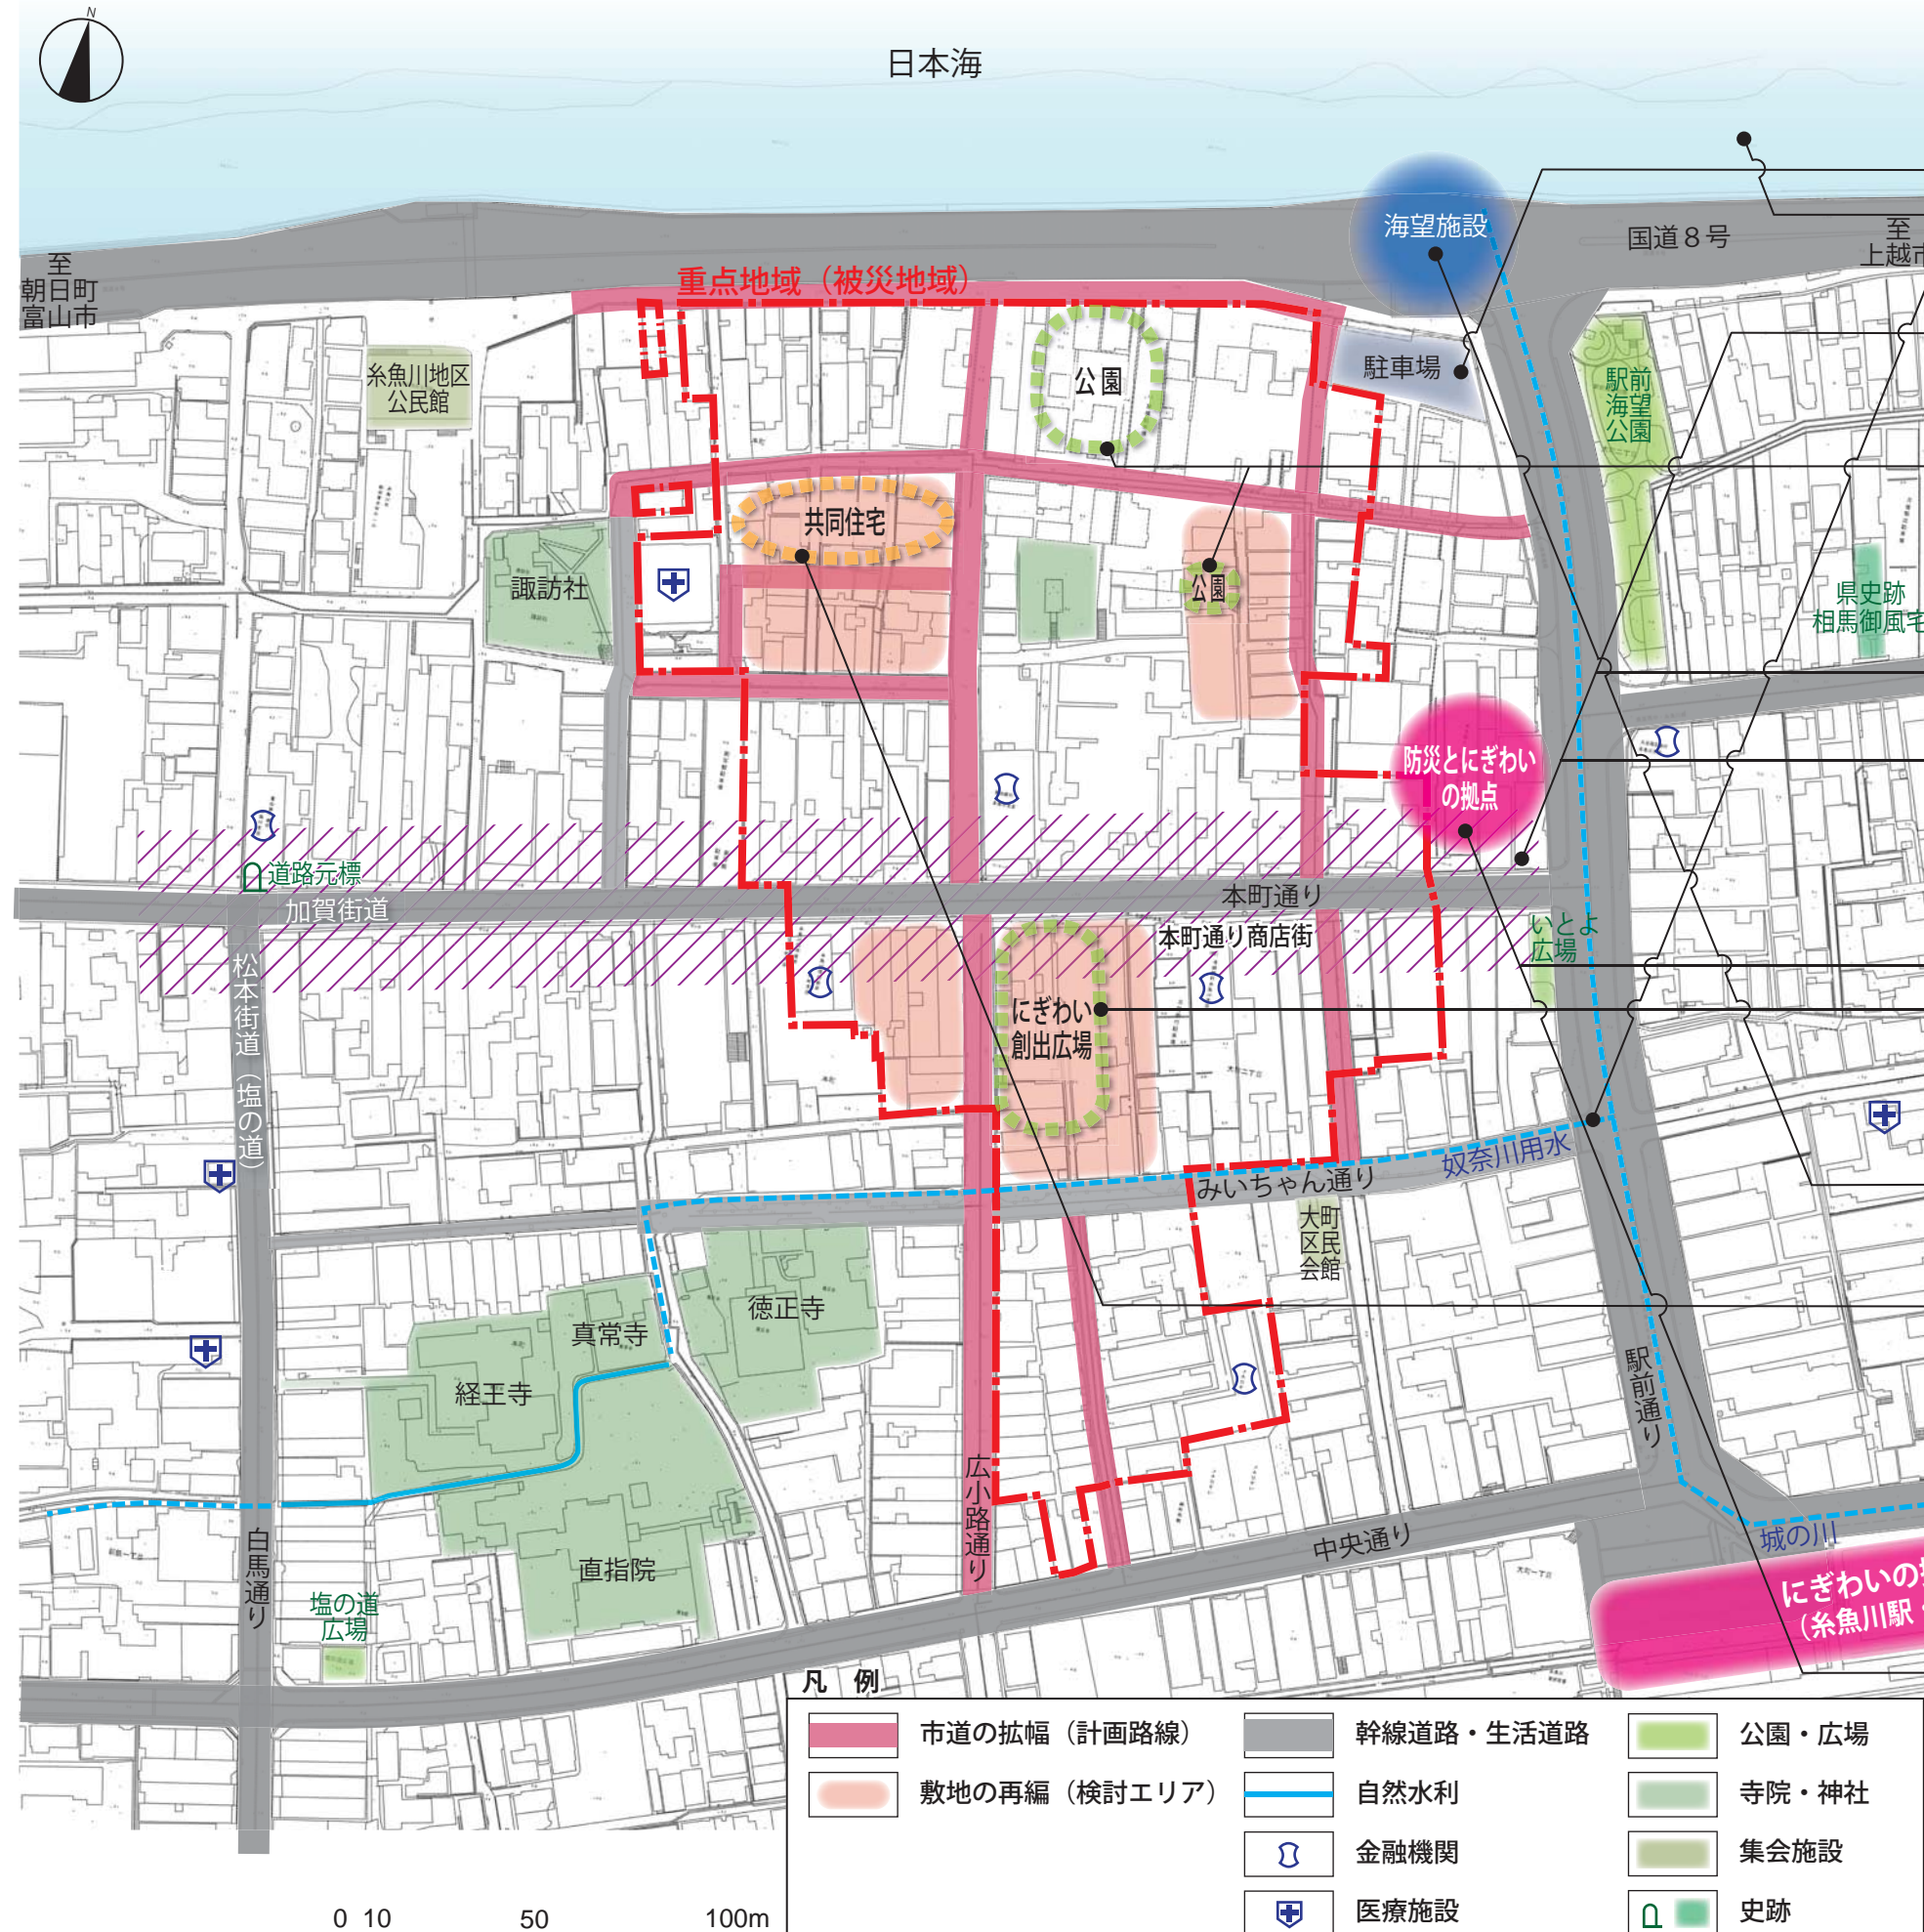 N
日本海
海望施設
国道８号
至
上越市
至
朝日町
富山市
重点地域（被災地域）
糸魚川地区
公民館
公園
駐車場
駅前
海望
公園
共同住宅
諏訪社
公園
県史跡
相馬御風宅
防災とにぎわい
の拠点
道路元標
加賀街道
本町通り
本町通り商店街
いとよ
広場
松本街道（塩の道）
にぎわい
創出広場
奴奈川用水
みいちゃん通り
大町
区民
会館
徳正寺
真常寺
経王寺
駅前通り
広小路通り
中央通り
城の川
白馬通り
直指院
塩の道
広場
にぎわいの
（糸魚川駅・
凡　例
市道の拡幅（計画路線）
幹線道路・生活道路
公園・広場
敷地の再編（検討エリア）
自然水利
寺院・神社
金融機関
集会施設
医療施設
史跡
0 10 50 100m